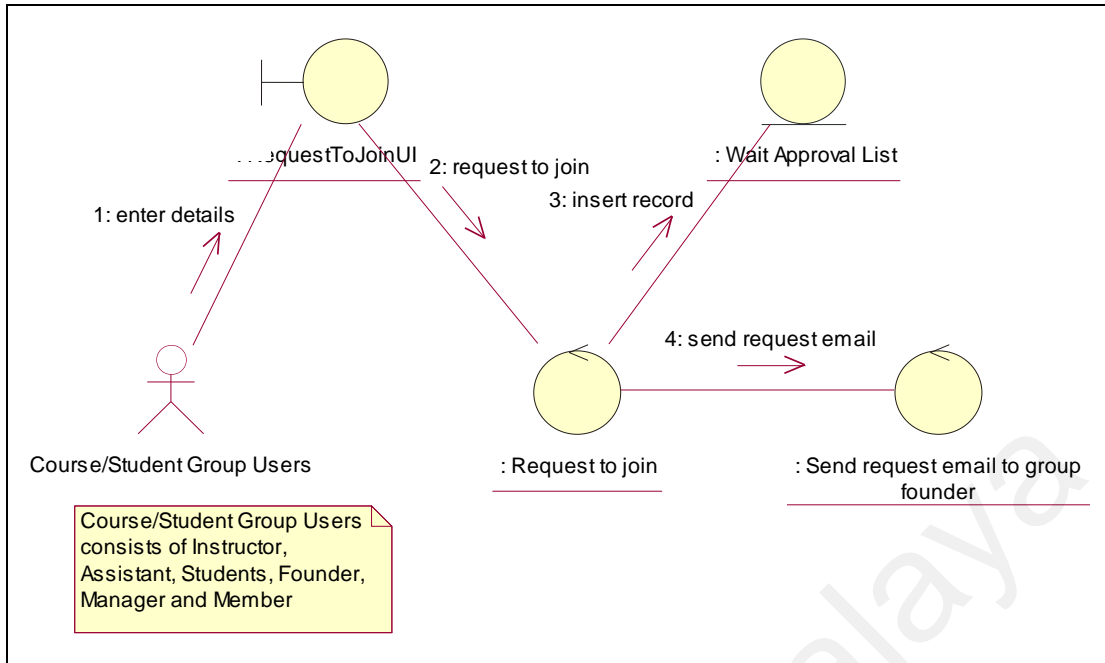 : RequestToJoinUI
: Wait Approval List
2: request to join
3: insert record
1: enter details
4: send request email
Course/Student Group Users
: Request to join
: Send request email to group
founder
Course/Student Group Users
consists of Instructor,
Assistant, Students, Founder,
Manager and Member
alaya